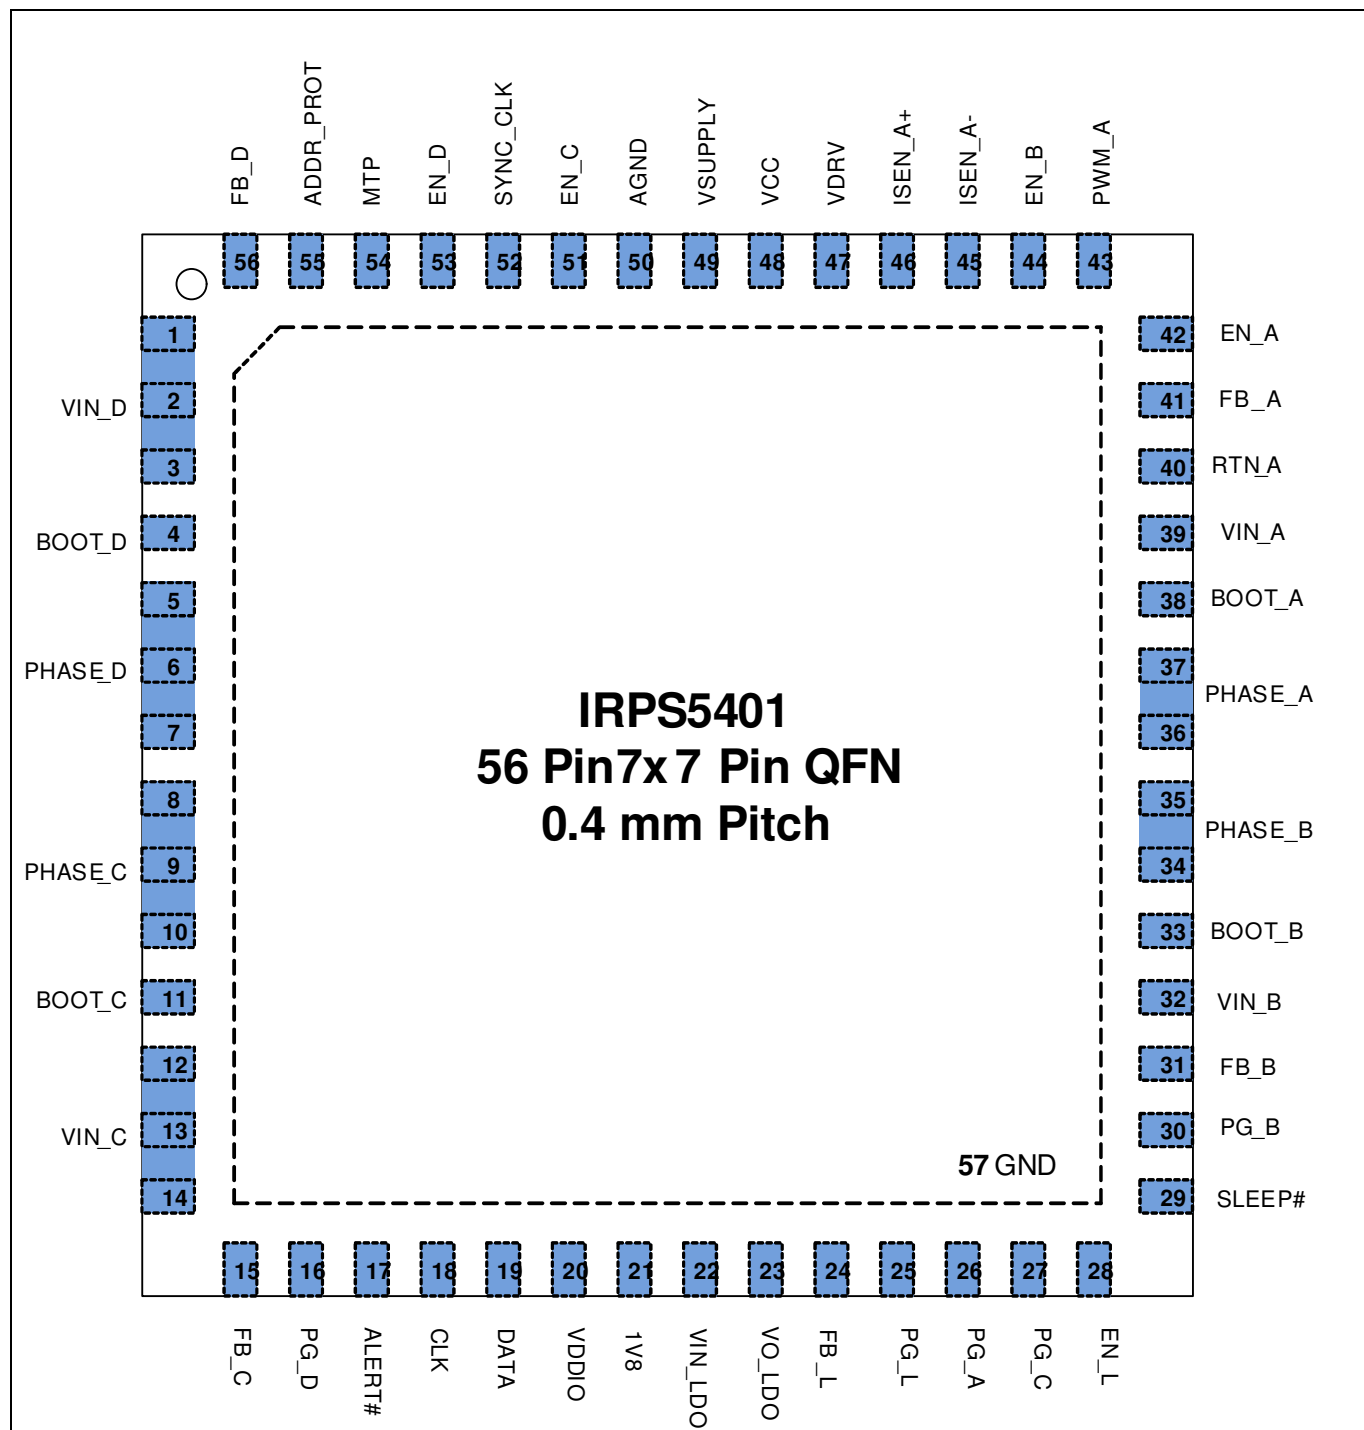 FB_D
ADDR_PROT
MTP
EN_D
SYNC_CLK
EN_C
AGND
VSUPPLY
VCC
VDRV
ISEN_A+
ISEN_A-
EN_B
PWM_A
56 55 54 53 52 51 50 49 48 47 46 45 44 43
1
VIN_D 2
3
BOOT_D 4
5
PHASE_D 6
7
8
PHASE_C 9
10
BOOT_C 11
12
VIN_C 13
14
IRPS5401
56 Pin7x 7 Pin QFN
0.4 mm Pitch
57 GND
42 EN_A
41 FB_A
40 RTN_A
39 VIN_A
38 BOOT_A
37
PHASE_A
36
35
PHASE_B
34
33 BOOT_B
32 VIN_B
31 FB_B
30 PG_B
29 SLEEP#
15 16 17 18 19 20 21 22 23 24 25 26 27 28
FB_C
PG_D
ALERT#
CLK
DATA
VDDIO
1V8
VIN_LDO
VO_LDO
FB_L
PG_L
PG_A
PG_C
EN_L